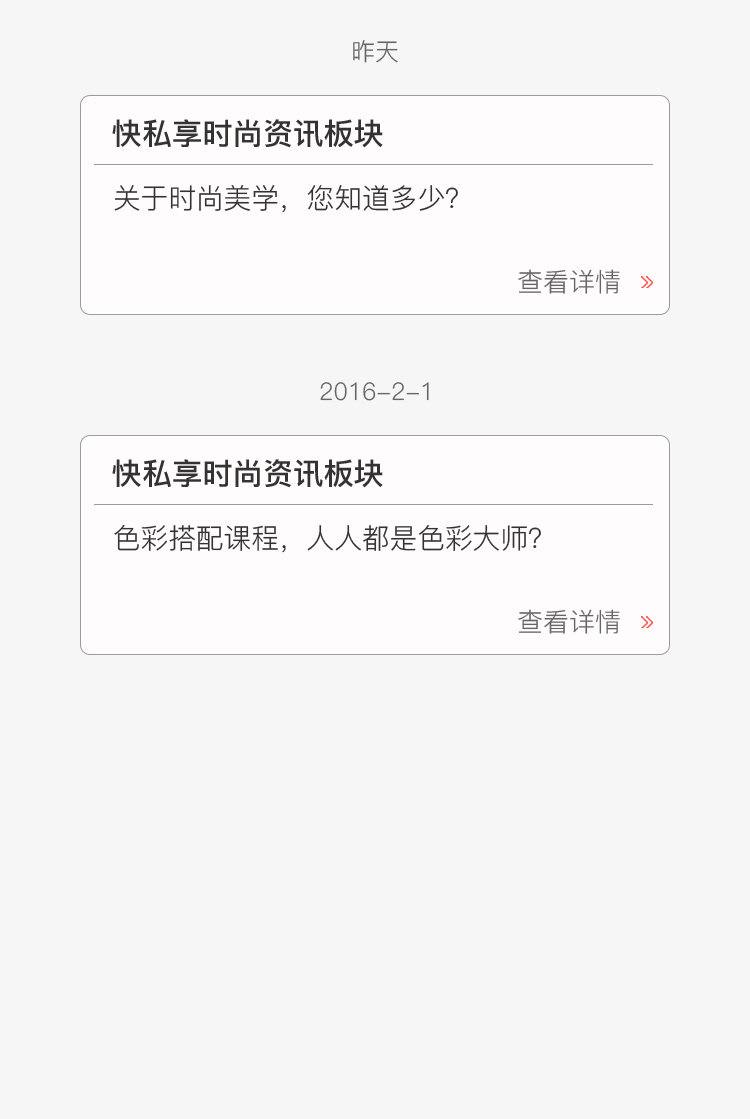 昨天
快私享时尚资讯板块
关于时尚美学，您知道多少？
查看详情 »
2016-2-1
快私享时尚资讯板块
色彩搭配课程，人人都是色彩大师？
查看详情 »